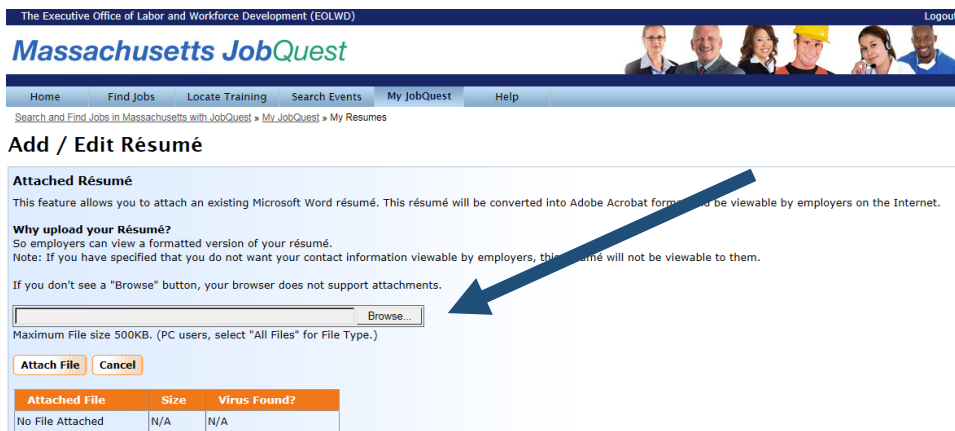 The Executive Office of Labor and Workforce Development (EOLWD) Logout
Massachusetts JobQuest
Home Find Jobs Locate Training Search Events My JobQuest Help
Search and Find Jobs in Massachusetts with JobQuest » My JobQuest » My Resumes
Add / Edit Résumé
Attached Résumé
This feature allows you to attach an existing Microsoft Word résumé. This résumé will be converted into Adobe Acrobat be viewable by employers on the Internet.
Why upload your Résumé?
So employers can view a formatted version of your résumé.
Note: If you have specified that you do not want your contact information viewable by employers, will not be viewable to them.
If you don't see a "Browse" button, your browser does not support attachments.
Browse...
Maximum File size 500KB. (PC users, select "All Files" for File Type.)
Attach File Cancel
Attached File Size Virus Found?
No File Attached N/A N/A